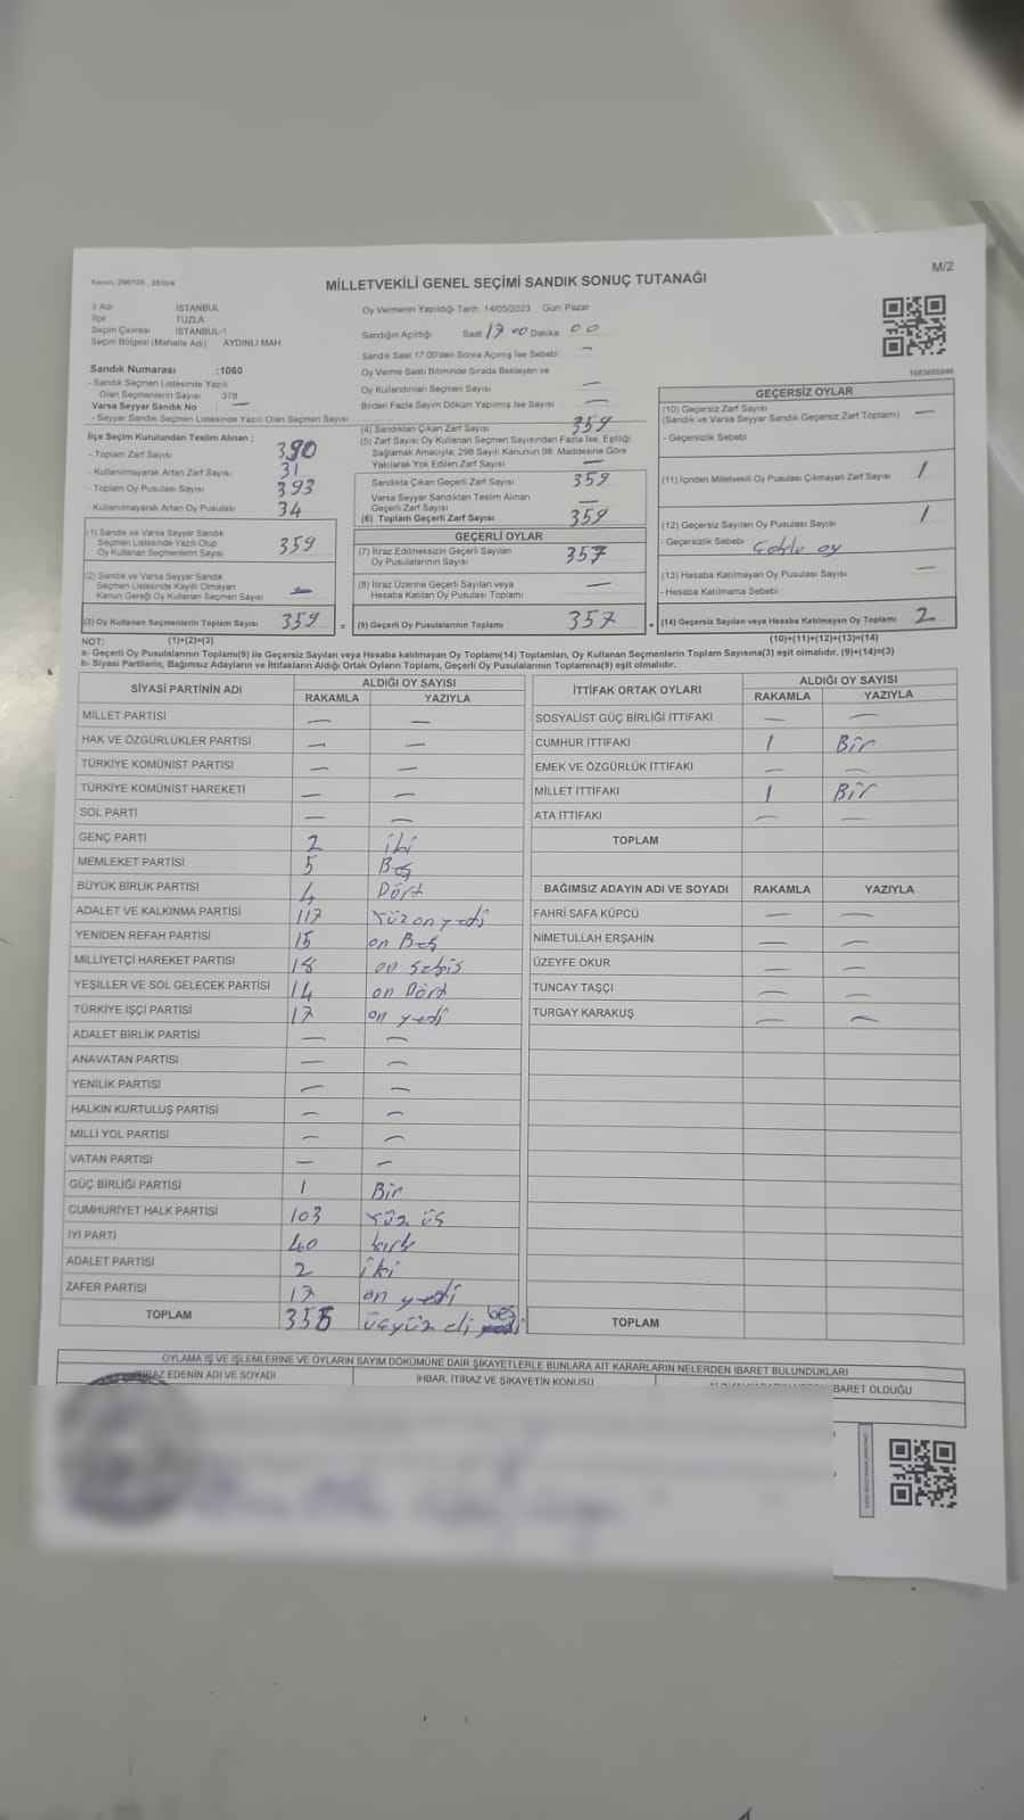 MİLLETVEKİLİ GENEL SEÇİMİ SANDIK SONUÇ TUTANAĞI
M/2
İl Adı İSTANBUL
İlçe TUZLA
Seçim Çevresi İSTANBUL-1
Seçim Bölgesi (Mahalle Adı) AYDINLI MAH
Sandık Numarası :1060
- Sandık Seçmen Listesinde Yazılı
Olan Seçmenlerin Sayısı 379
Varsa Seyyar Sandık No —
- Seyyar Sandık Seçmen Listesinde Yazılı Olan Seçmen Sayısı
İlçe Seçim Kurulundan Teslim Alınan ;
- Toplam Zarf Sayısı 390
- Kullanılmayarak Artan Zarf Sayısı 31
- Toplam Oy Pusulası Sayısı 393
Kullanılmayarak Artan Oy Pusulası 34
(1) Sandık ve Varsa Seyyar Sandık
Seçmen Listesinde Yazılı Olup
Oy Kullanan Seçmenlerin Sayısı 359
(2) Sandık ve Varsa Seyyar Sandık
Seçmen Listesinde Kayıtlı Olmayan
Kanun Gereği Oy Kullanan Seçmen Sayısı —
(3) Oy Kullanan Seçmenlerin Toplam Sayısı 359
Oy Vermenin Yapıldığı Tarih: 14/05/2023 Gün: Pazar
Sandığın Açıldığı Saat 17 00 Dakika 00
Sandık Saat 17.00'den Sonra Açılmış İse Sebebi —
Oy Verme Saati Bitiminde Sırada Bekleyen ve
Oy Kullandırılan Seçmen Sayısı —
Birden Fazla Sayım Döküm Yapılmış İse Sayısı —
(4) Sandıktan Çıkan Zarf Sayısı 359
(5) Zarf Sayısı Oy Kullanan Seçmen Sayısından Fazla İse, Eşitliği
Sağlamak Amacıyla; 298 Sayılı Kanunun 98. Maddesine Göre
Yakılarak Yok Edilen Zarf Sayısı —
Sandıkta Çıkan Geçerli Zarf Sayısı 359
Varsa Seyyar Sandıktan Teslim Alınan
Geçerli Zarf Sayısı —
(6) Toplam Geçerli Zarf Sayısı 359
GEÇERLİ OYLAR
(7) İtiraz Edilmeksizin Geçerli Sayılan
Oy Pusulalarının Sayısı 357
(8) İtiraz Üzerine Geçerli Sayılan veya
Hesaba Katılan Oy Pusulası Toplamı —
(9) Geçerli Oy Pusulalarının Toplamı 357
GEÇERSİZ OYLAR
(10) Geçersiz Zarf Sayısı
(Sandık ve Varsa Seyyar Sandık Geçersiz Zarf Toplamı) —
- Geçersizlik Sebebi
(11) İçinden Milletvekili Oy Pusulası Çıkmayan Zarf Sayısı 1
(12) Geçersiz Sayılan Oy Pusulası Sayısı 1
- Geçersizlik Sebebi
(13) Hesaba Katılmayan Oy Pusulası Sayısı —
- Hesaba Katılmama Sebebi
(14) Geçersiz Sayılan veya Hesaba Katılmayan Oy Toplamı 2
NOT: (1)+(2)=(3) (10)+(11)+(12)+(13)=(14)
a- Geçerli Oy Pusulalarının Toplamı(9) ile Geçersiz Sayılan veya Hesaba katılmayan Oy Toplamı(14) Toplamları, Oy Kullanan Seçmenlerin Toplam Sayısına(3) eşit olmalıdır. (9)+(14)=(3)
b- Siyasi Partilerin, Bağımsız Adayların ve İttifakların Aldığı Ortak Oyların Toplamı, Geçerli Oy Pusulalarının Toplamına(9) eşit olmalıdır.
SİYASİ PARTİNİN ADI ALDIĞI OY SAYISI
RAKAMLA YAZIYLA
MİLLET PARTİSİ — —
HAK VE ÖZGÜRLÜKLER PARTİSİ — —
TÜRKİYE KOMÜNİST PARTİSİ — —
TÜRKİYE KOMÜNİST HAREKETİ — —
SOL PARTİ — —
GENÇ PARTİ 2 iki
MEMLEKET PARTİSİ 5 Beş
BÜYÜK BİRLİK PARTİSİ 4 Dört
ADALET VE KALKINMA PARTİSİ 117 Yüz on yedi
YENİDEN REFAH PARTİSİ 15 on Beş
MİLLİYETÇİ HAREKET PARTİSİ 18 on sekiz
YEŞİLLER VE SOL GELECEK PARTİSİ 14 on Dört
TÜRKİYE İŞÇİ PARTİSİ 17 on yedi
ADALET BİRLİK PARTİSİ — —
ANAVATAN PARTİSİ — —
YENİLİK PARTİSİ — —
HALKIN KURTULUŞ PARTİSİ — —
MİLLİ YOL PARTİSİ — —
VATAN PARTİSİ — —
GÜÇ BİRLİĞİ PARTİSİ 1 Bir
CUMHURİYET HALK PARTİSİ 103 Yüz üç
İYİ PARTİ 40 kırk
ADALET PARTİSİ 2 iki
ZAFER PARTİSİ 17 on yedi
TOPLAM 355 üçyüz elli beş
İTTİFAK ORTAK OYLARI ALDIĞI OY SAYISI
RAKAMLA YAZIYLA
SOSYALİST GÜÇ BİRLİĞİ İTTİFAKI — —
CUMHUR İTTİFAKI 1 Bir
EMEK VE ÖZGÜRLÜK İTTİFAKI — —
MİLLET İTTİFAKI 1 Bir
ATA İTTİFAKI — —
TOPLAM
BAĞIMSIZ ADAYIN ADI VE SOYADI RAKAMLA YAZIYLA
FAHRİ SAFA KÜPCÜ — —
NİMETULLAH ERŞAHİN — —
ÜZEYFE OKUR — —
TUNCAY TAŞÇI — —
TURGAY KARAKUŞ — —
TOPLAM
OYLAMA İŞ VE İŞLEMLERİNE VE OYLARIN SAYIM DÖKÜMÜNE DAİR ŞİKAYETLERLE BUNLARA AİT KARARLARIN NELERDEN İBARET BULUNDUKLARI
EDENİN ADI VE SOYADI
İHBAR, İTİRAZ VE ŞİKAYETİN KONUSU
BARET OLDUĞU